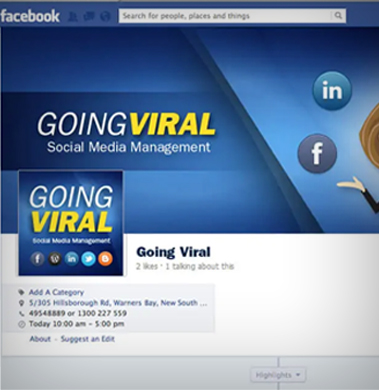 facebook
Search for people, places and things
GOINGVIRAL
Social Media Management
in
f
GOING
VIRAL
Social Media Management
Going Viral
2 likes · 1 talking about this
Add A Category
5/305 Hillsborough Rd, Warners Bay, New South ...
49548889 or 1300 227 559
Today 10:00 am – 5:00 pm
About – Suggest an Edit
Highlights